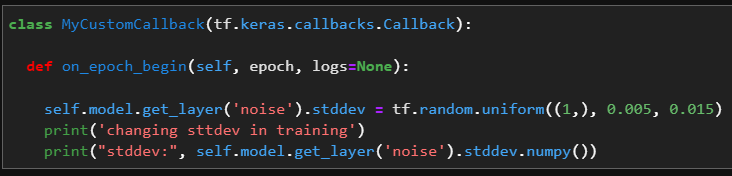 class MyCustomCallback(tf.keras.callbacks.Callback):
def on_epoch_begin(self, epoch, logs=None):
self.model.get_layer('noise').stddev = tf.random.uniform((1,), 0.005, 0.015)
print('changing sttdev in training')
print("stddev:", self.model.get_layer('noise').stddev.numpy())